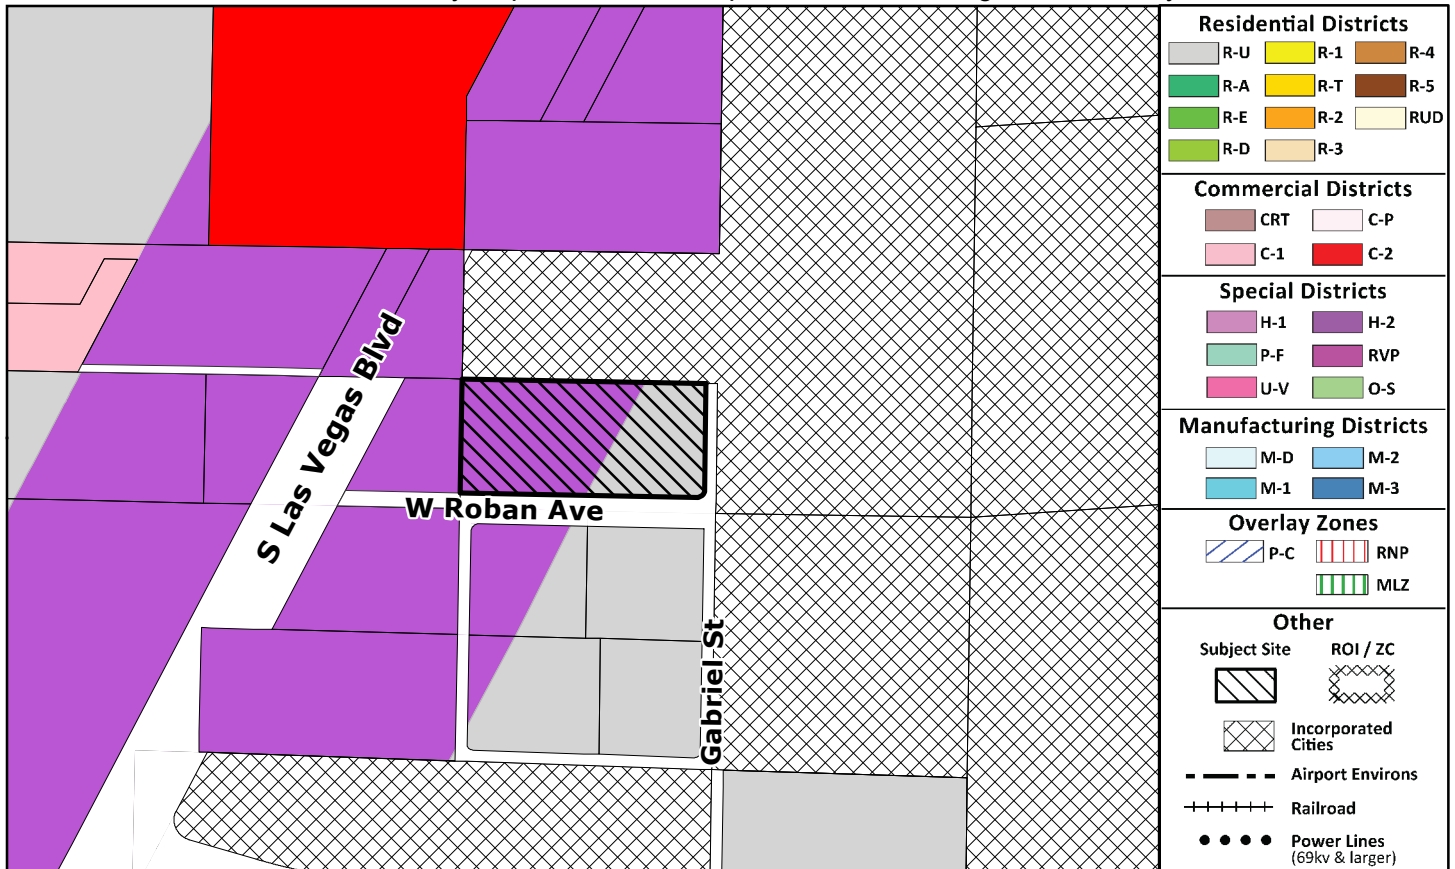 S Las Vegas Blvd
W Roban Ave
Gabriel St
Residential Districts
R-U R-1 R-4
R-A R-T R-5
R-E R-2 RUD
R-D R-3
Commercial Districts
CRT C-P
C-1 C-2
Special Districts
H-1 H-2
P-F RVP
U-V O-S
Manufacturing Districts
M-D M-2
M-1 M-3
Overlay Zones
P-C RNP
MLZ
Other
Subject Site ROI / ZC
Incorporated
Cities
Airport Environs
Railroad
Power Lines
(69kv & larger)